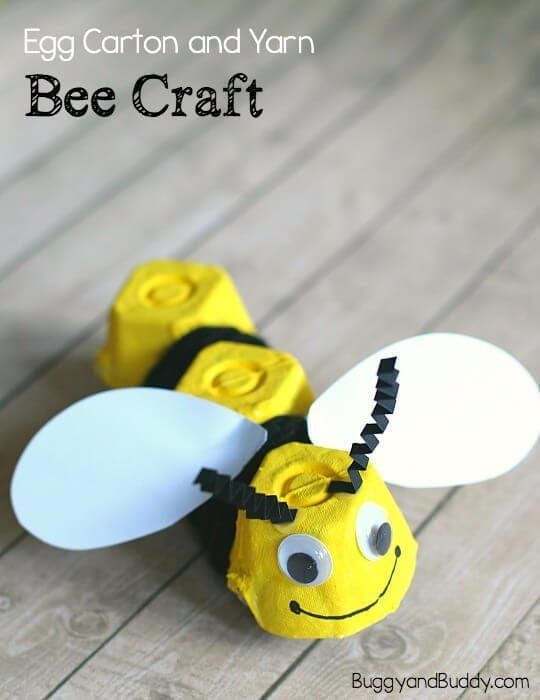 Egg Carton and Yarn
Bee Craft
BuggyandBuddy.com